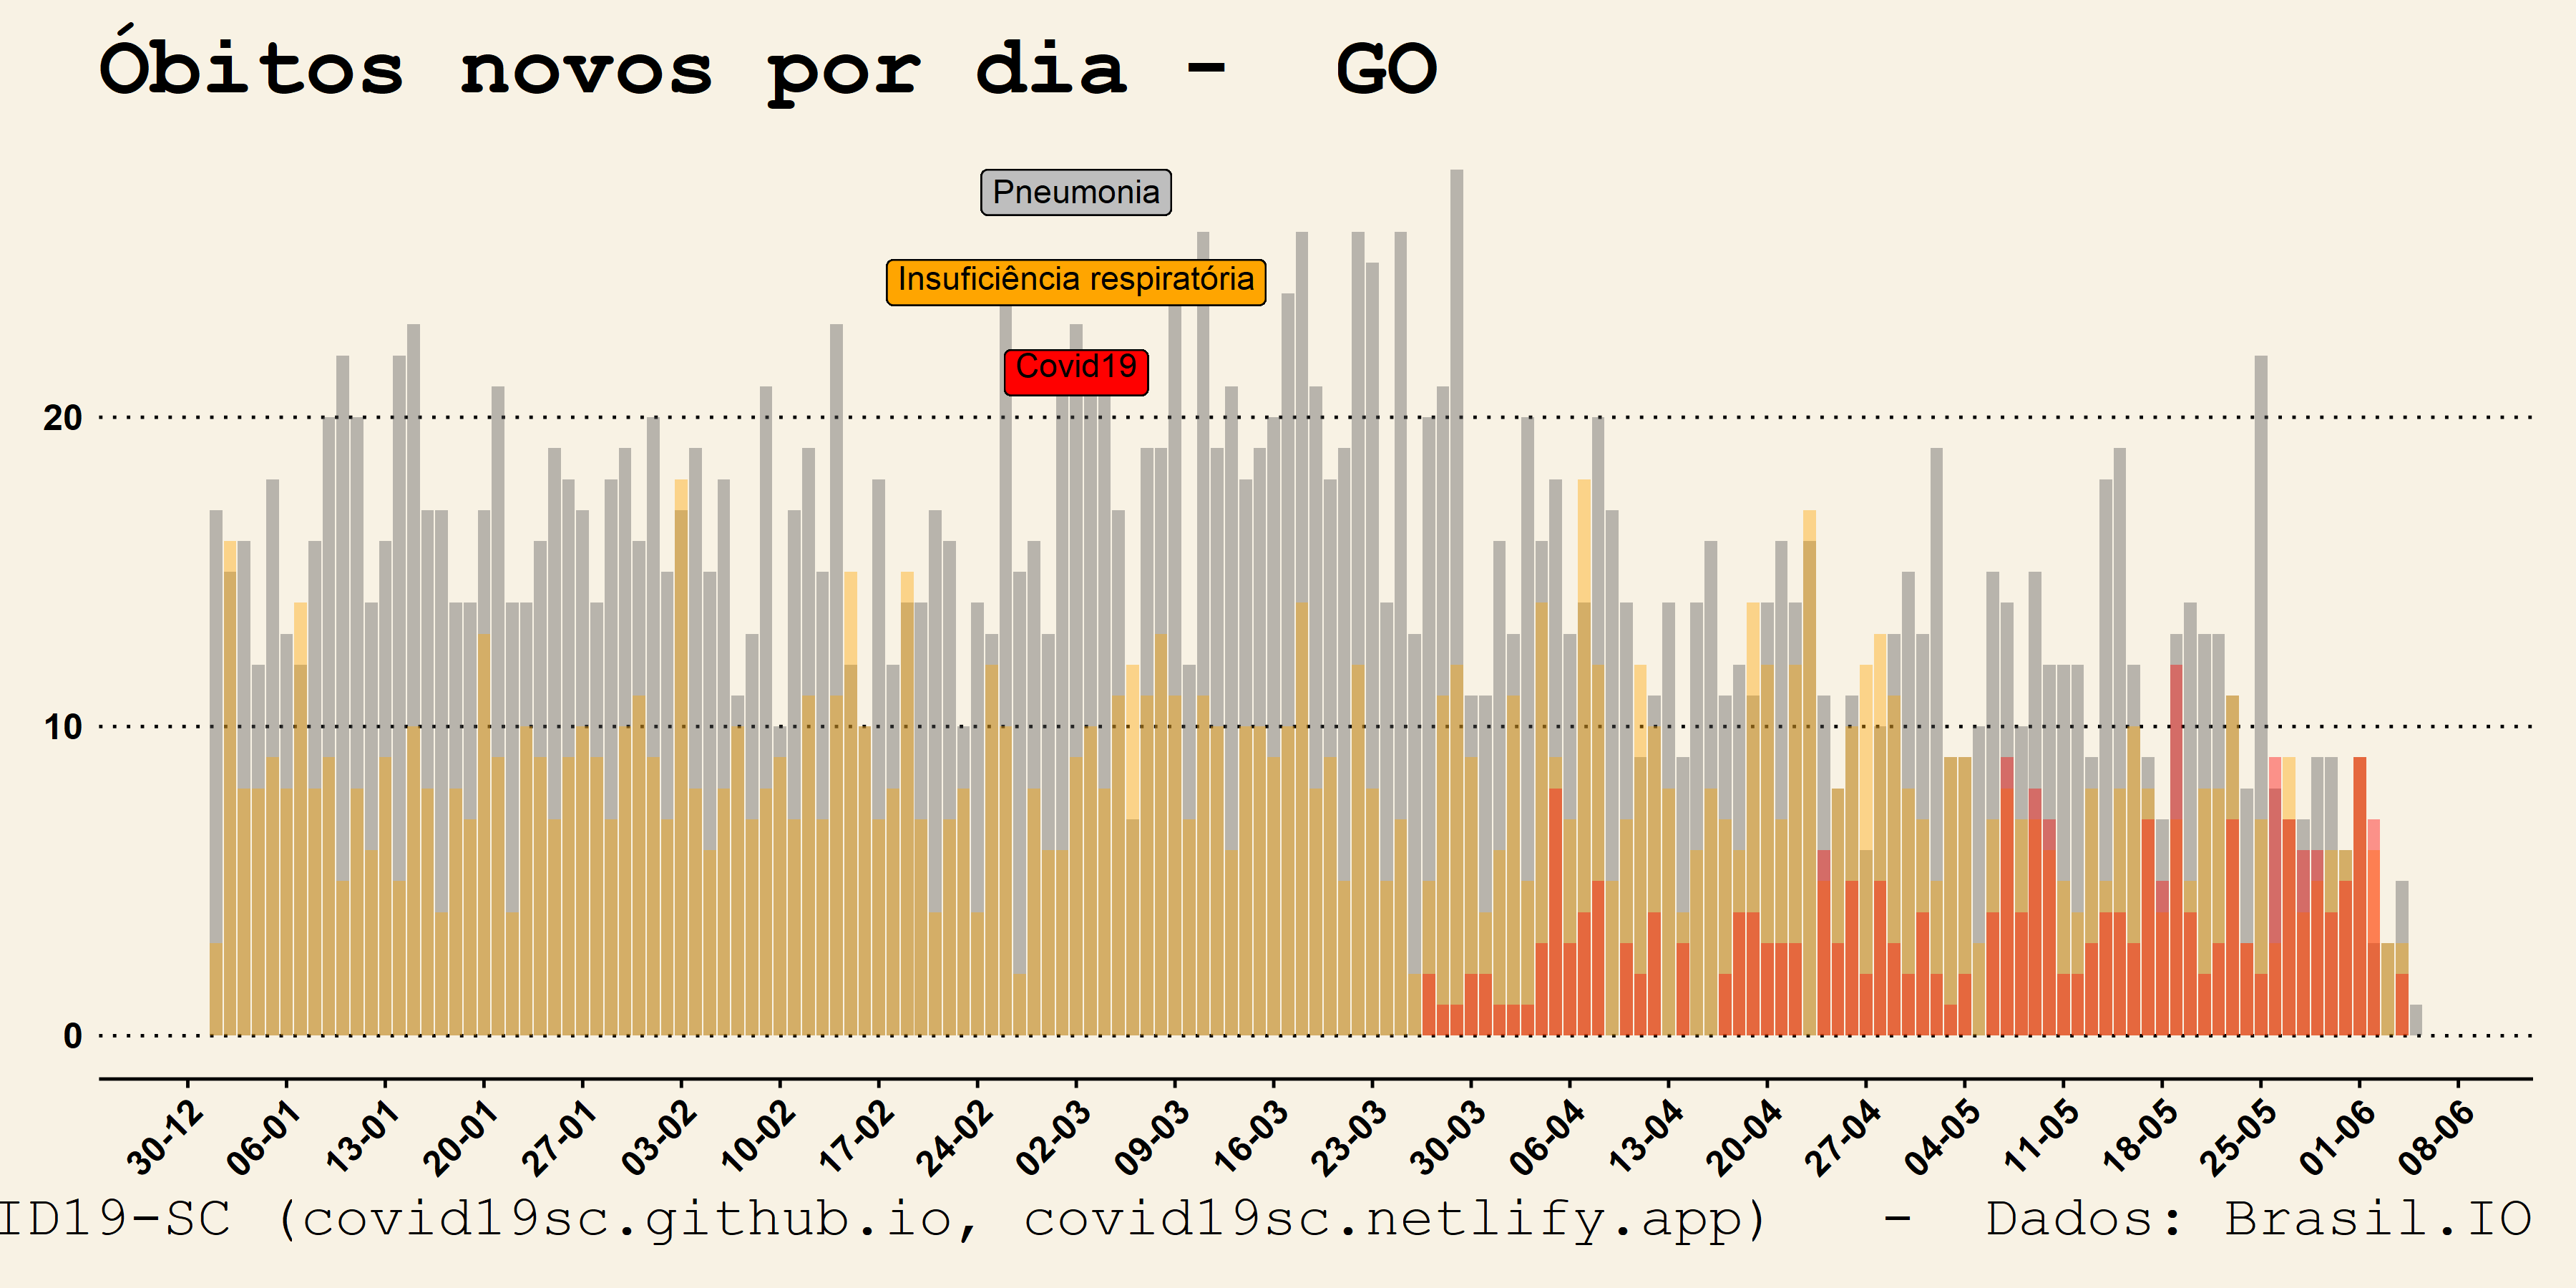 Óbitos novos por dia - GO
Pneumonia
Insuficiência respiratória
Covid19
20
10
0
30-12 06-01 13-01 20-01 27-01 03-02 10-02 17-02 24-02 02-03 09-03 16-03 23-03 30-03 06-04 13-04 20-04 27-04 04-05 11-05 18-05 25-05 01-06 08-06
ID19-SC (covid19sc.github.io, covid19sc.netlify.app) - Dados: Brasil.IO